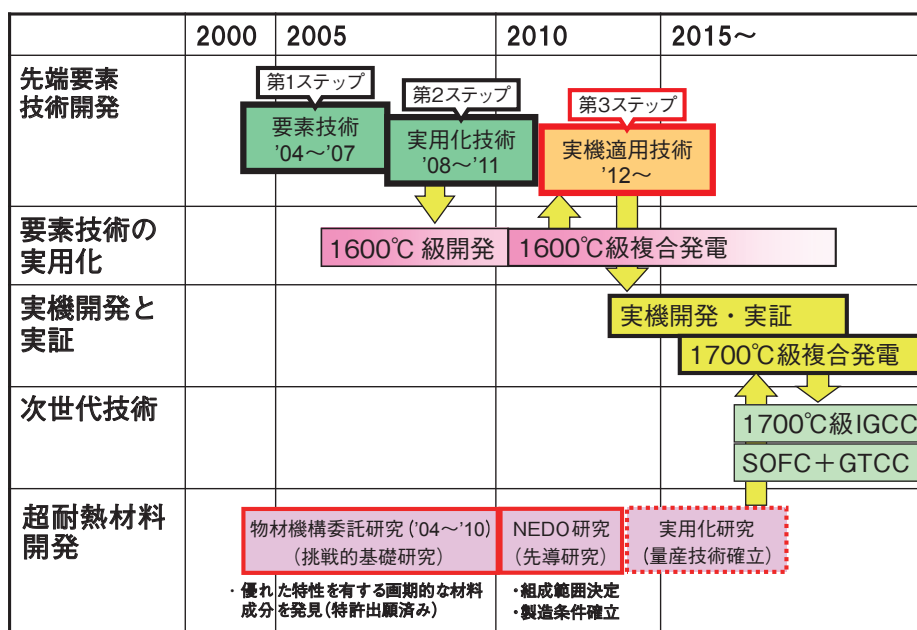 2000 2005 2010 2015～
先端要素
技術開発
第1ステップ
要素技術
'04～'07
第2ステップ
実用化技術
'08～'11
第3ステップ
実機適用技術
'12～
要素技術の
実用化
1600℃ 級開発
1600℃級複合発電
実機開発と
実証
実機開発・実証
1700℃級複合発電
次世代技術
1700℃級IGCC
SOFC＋GTCC
超耐熱材料
開発
物材機構委託研究('04～'10)
(挑戦的基礎研究)
NEDO研究
(先導研究)
実用化研究
(量産技術確立)
・優れた特性を有する画期的な材料
成分を発見(特許出願済み)
・組成範囲決定
・製造条件確立